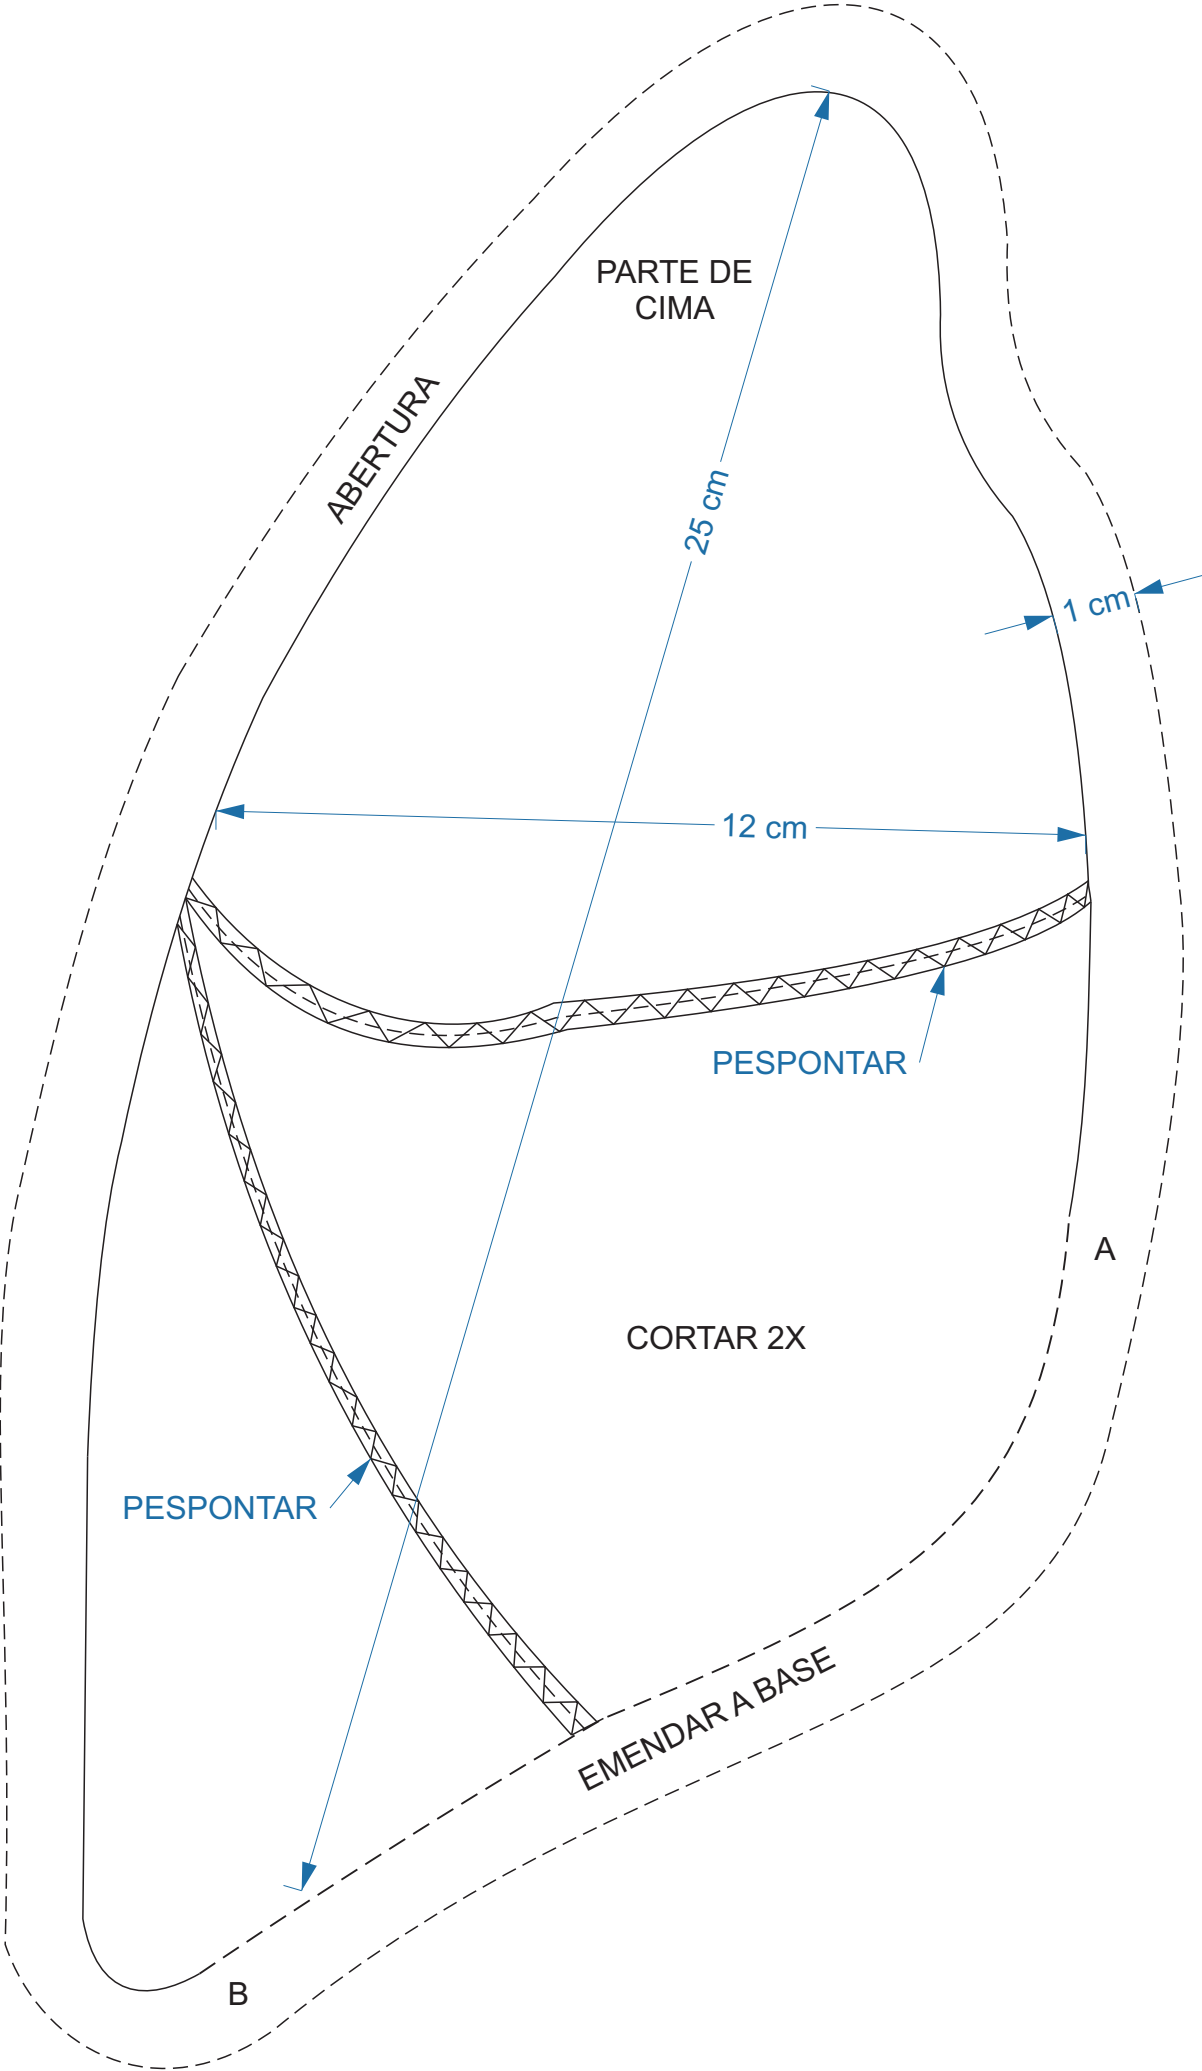 PARTE DE
CIMA
ABERTURA
25 cm
1 cm
12 cm
PESPONTAR
A
CORTAR 2X
PESPONTAR
EMENDAR A BASE
B